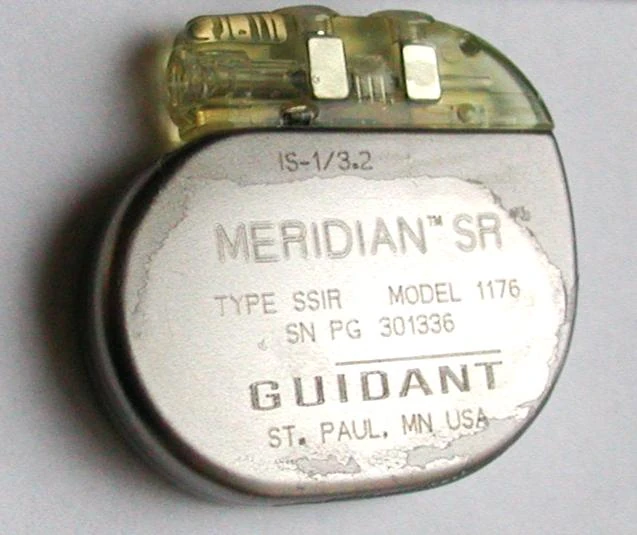 IS-1/3.2
MERIDIAN™ SR
TYPE SSIR MODEL 1176
SN PG 301336
GUIDANT
ST. PAUL, MN USA